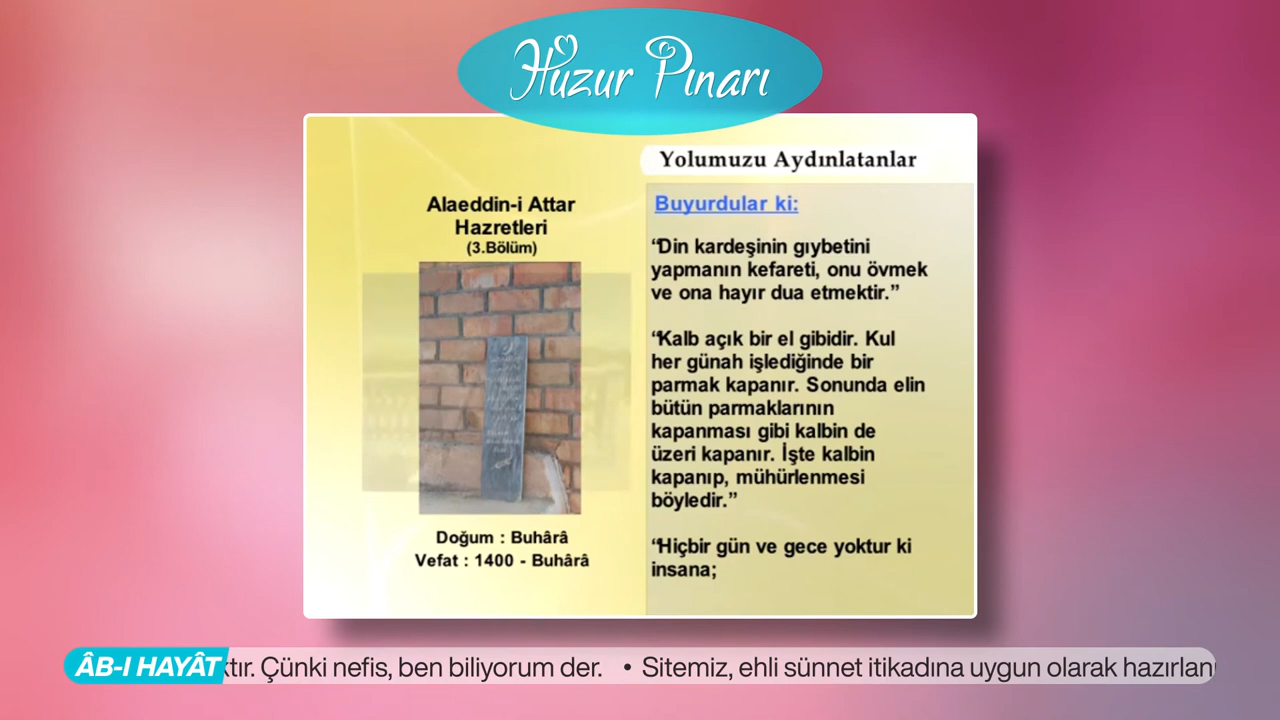 Huzur Pınarı
Yolumuzu Aydınlatanlar
Alaeddin-i Attar
Hazretleri
(3.Bölüm)
Doğum : Buhârâ
Vefat : 1400 - Buhârâ
Buyurdular ki:
“Din kardeşinin gıybetini
yapmanın kefareti, onu övmek
ve ona hayır dua etmektir.”
“Kalb açık bir el gibidir. Kul
her günah işlediğinde bir
parmak kapanır. Sonunda elin
bütün parmaklarının
kapanması gibi kalbin de
üzeri kapanır. İşte kalbin
kapanıp, mühürlenmesi
böyledir.”
“Hiçbir gün ve gece yoktur ki
insana;
ÂB-I HAYÂT
tır. Çünki nefis, ben biliyorum der. • Sitemiz, ehli sünnet itikadına uygun olarak hazırlan